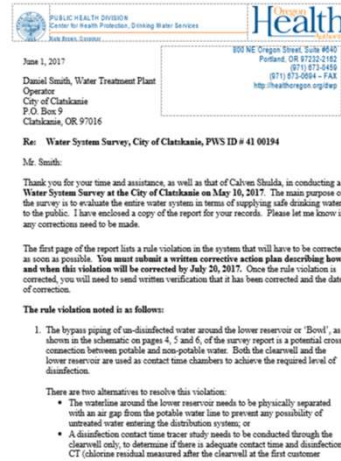 PUBLIC HEALTH DIVISION
Center for Health Protection, Drinking Water Services
Oregon
Health
Authority
800 NE Oregon Street, Suite #640
Portland, OR 97232-2162
(971) 673-0459
(971) 673-0694 – FAX
http://healthoregon.org/dwp
June 1, 2017
Daniel Smith, Water Treatment Plant
Operator
City of Clatskanie
P.O. Box 9
Clatskanie, OR 97016
Re: Water System Survey, City of Clatskanie, PWS ID # 41 00194
Mr. Smith:
Thank you for your time and assistance, as well as that of Calven Shulda, in conducting a
Water System Survey at the City of Clatskanie on May 10, 2017. The main purpose o
the survey is to evaluate the entire water system in terms of supplying safe drinking water
to the public. I have enclosed a copy of the report for your records. Please let me know i
any corrections need to be made.
The first page of the report lists a rule violation in the system that will have to be correcte
as soon as possible. You must submit a written corrective action plan describing how
and when this violation will be corrected by July 20, 2017. Once the rule violation is
corrected, you will need to send written verification that it has been corrected and the date
of correction.
The rule violation noted is as follows:
1. The bypass piping of un-disinfected water around the lower reservoir or ‘Bowl’, as
shown in the schematic on pages 4, 5 and 6, of the survey report is a potential cross
connection between potable and non-potable water. Both the clearwell and the
lower reservoir are used as contact time chambers to achieve the required level of
disinfection.
There are two alternatives to resolve this violation:
• The waterline around the lower reservoir needs to be physically separated
with an air gap from the potable water line to prevent any possibility of
untreated water entering the distribution system; or
• A disinfection contact time tracer study needs to be conducted through the
clearwell only, to determine if there is adequate contact time and disinfection
CT (chlorine residual measured after the clearwell at the first customer